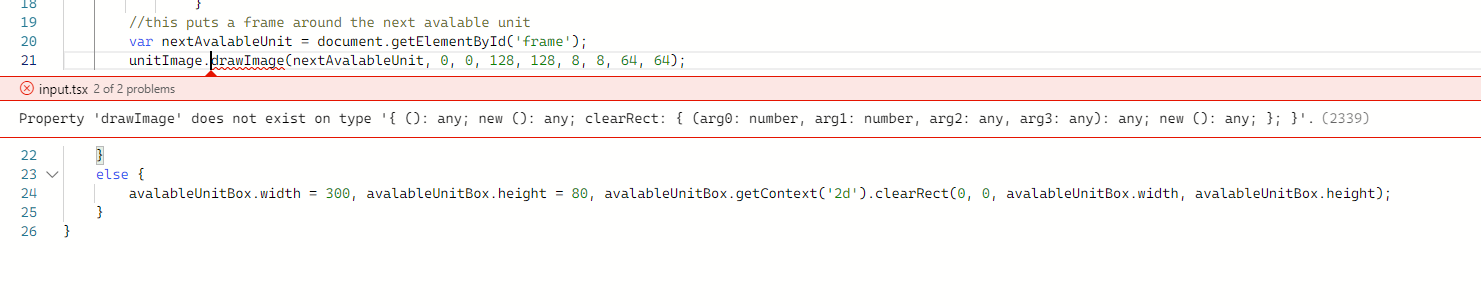 18 }
19 //this puts a frame around the next avalable unit
20 var nextAvalableUnit = document.getElementById('frame');
21 unitImage.drawImage(nextAvalableUnit, 0, 0, 128, 128, 8, 8, 64, 64);
input.tsx 2 of 2 problems
Property 'drawImage' does not exist on type '{ (): any; new (): any; clearRect: { (arg0: number, arg1: number, arg2: any, arg3: any): any; new (): any; }; }'. (2339)
22 }
23 else {
24 avalableUnitBox.width = 300, avalableUnitBox.height = 80, avalableUnitBox.getContext('2d').clearRect(0, 0, avalableUnitBox.width, avalableUnitBox.height);
25 }
26 }